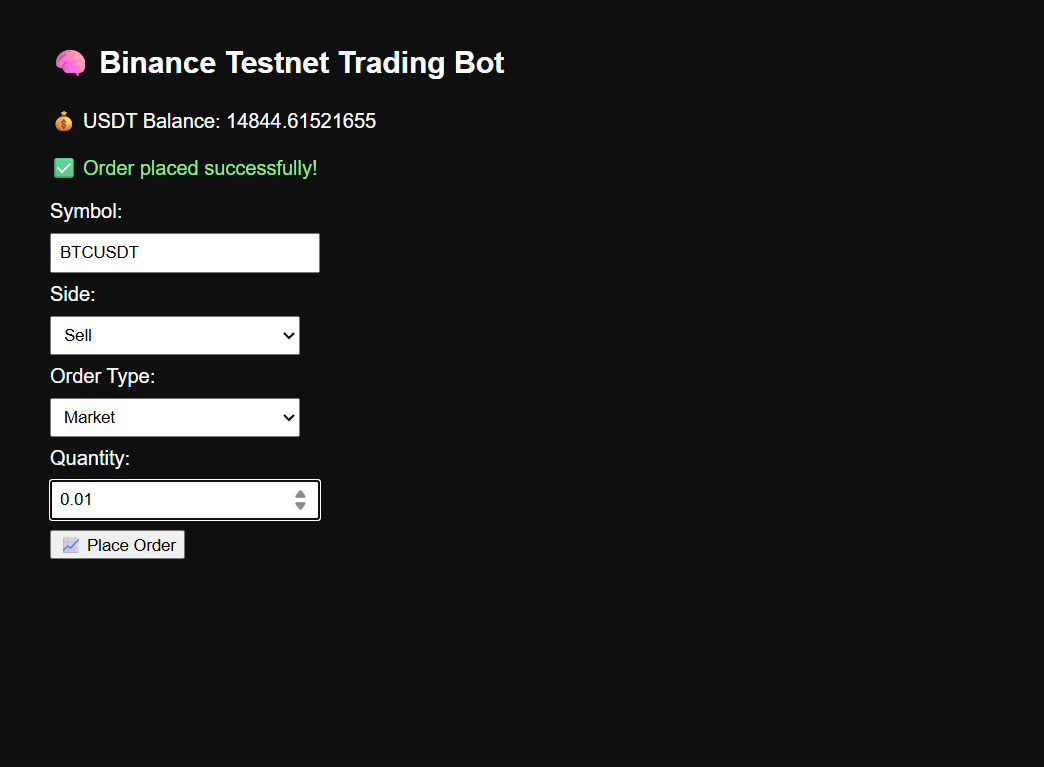 🧠 Binance Testnet Trading Bot
💰 USDT Balance: 14844.61521655
✅ Order placed successfully!
Symbol:
BTCUSDT
Side:
Sell
Order Type:
Market
Quantity:
0.01
📈 Place Order